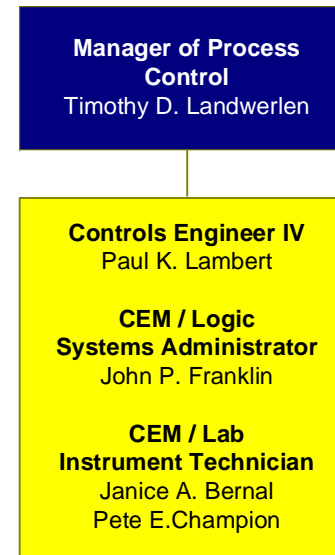 Manager of Process
Control
Timothy D. Landwerlen
Controls Engineer IV
Paul K. Lambert
CEM / Logic
Systems Administrator
John P. Franklin
CEM / Lab
Instrument Technician
Janice A. Bernal
Pete E.Champion